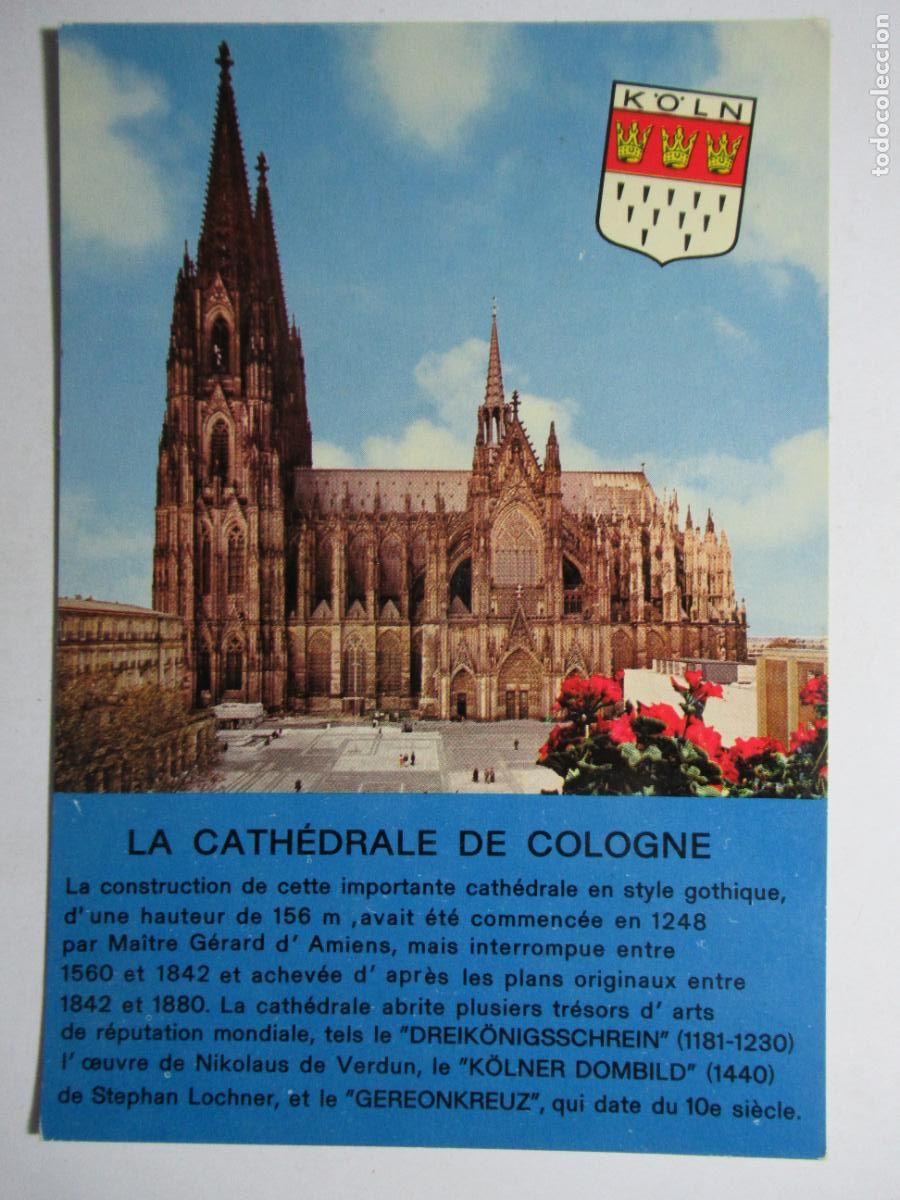 KÖLN
todocoleccion
LA CATHÉDRALE DE COLOGNE
La construction de cette importante cathédrale en style gothique,
d'une hauteur de 156 m ,avait été commencée en 1248
par Maître Gérard d' Amiens, mais interrompue entre
1560 et 1842 et achevée d' après les plans originaux entre
1842 et 1880. La cathédrale abrite plusiers trésors d' arts
de réputation mondiale, tels le "DREIKÖNIGSSCHREIN" (1181-1230)
l' œuvre de Nikolaus de Verdun, le "KÖLNER DOMBILD" (1440)
de Stephan Lochner, et le "GEREONKREUZ", qui date du 10e siècle.